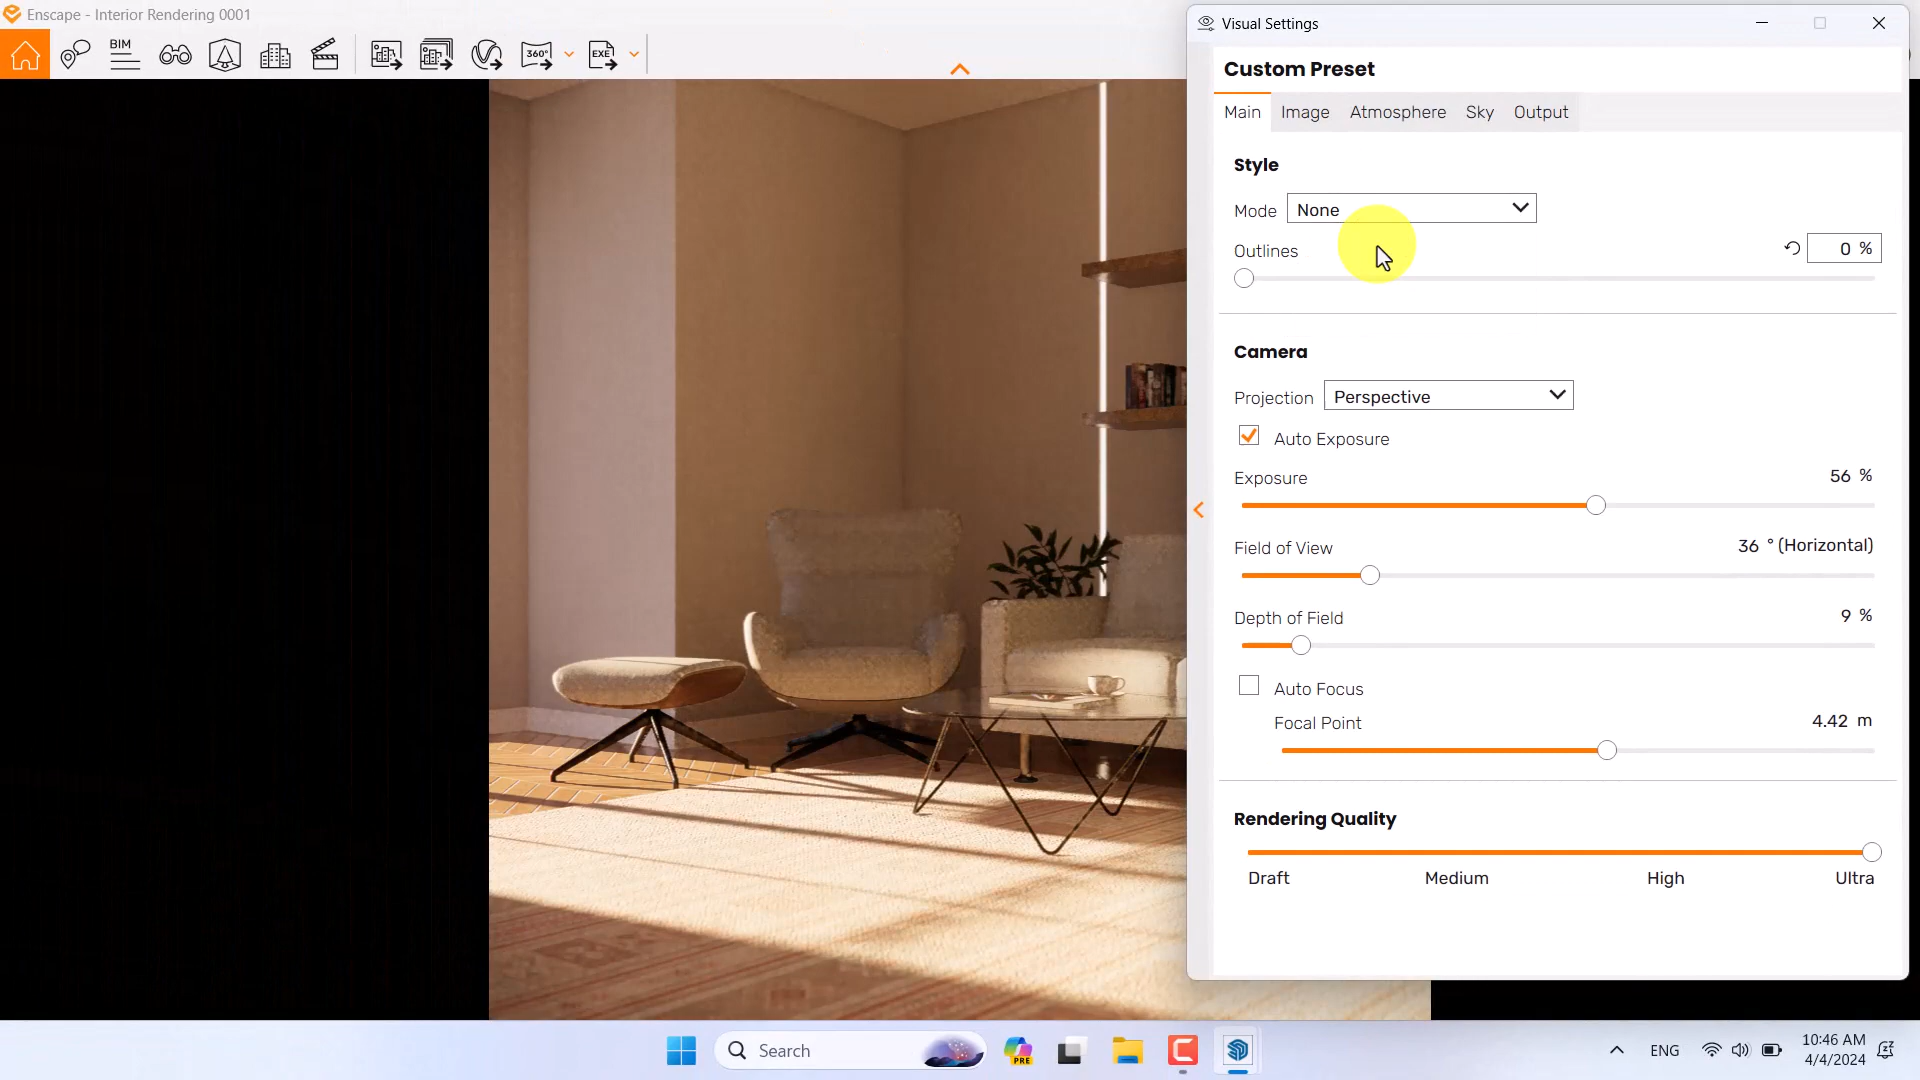 Enscape - Interior Rendering 0001
Visual Settings
BIM
360°
EXE
Custom Preset
Main Image Atmosphere Sky Output
Style
Mode None
Outlines 0 %
Camera
Projection Perspective
Auto Exposure
Exposure 56 %
Field of View 36 ° (Horizontal)
Depth of Field 9 %
Auto Focus
Focal Point 4.42 m
Rendering Quality
Draft Medium High Ultra
Search
PRE
ENG
10:46 AM
4/4/2024